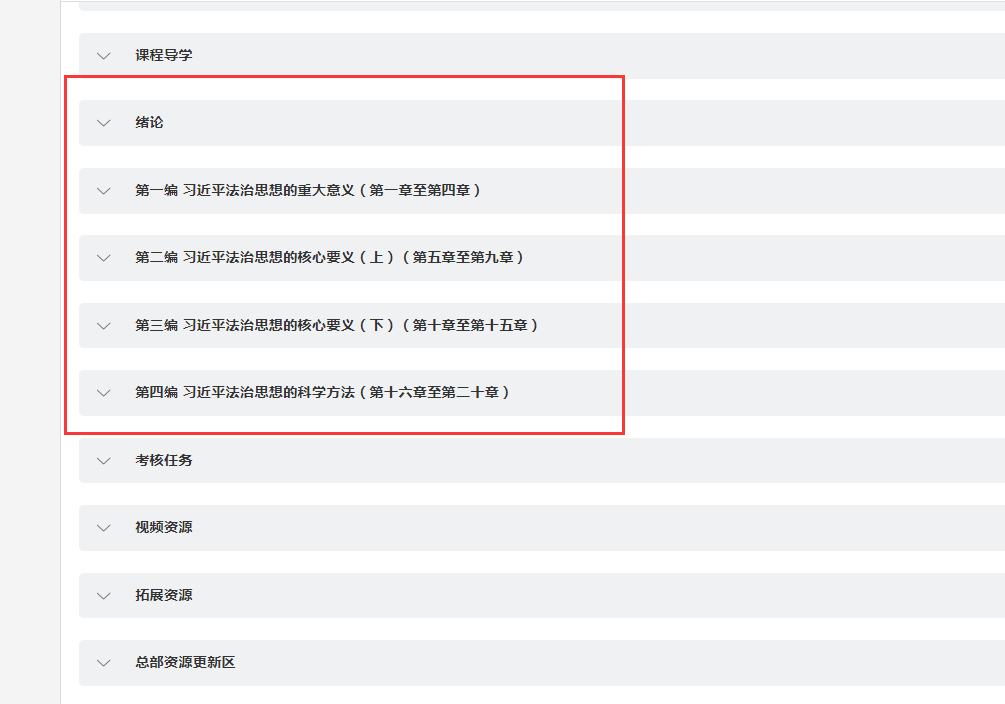 课程导学
绪论
第一编 习近平法治思想的重大意义（第一章至第四章）
第二编 习近平法治思想的核心要义（上）（第五章至第九章）
第三编 习近平法治思想的核心要义（下）（第十章至第十五章）
第四编 习近平法治思想的科学方法（第十六章至第二十章）
考核任务
视频资源
拓展资源
总部资源更新区